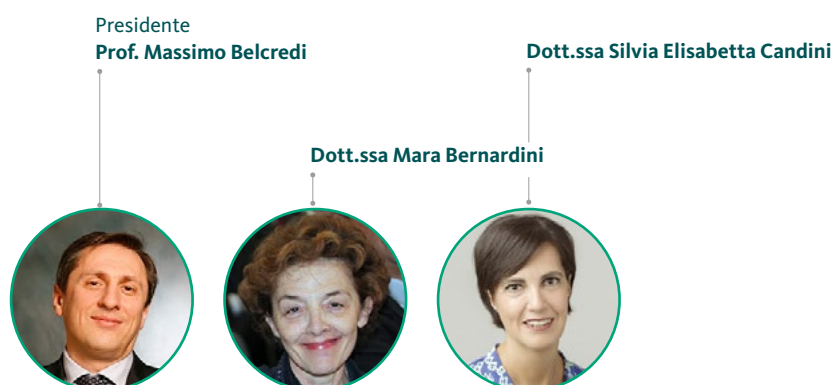 Presidente
Prof. Massimo Belcredi
Dott.ssa Silvia Elisabetta Candini
Dott.ssa Mara Bernardini